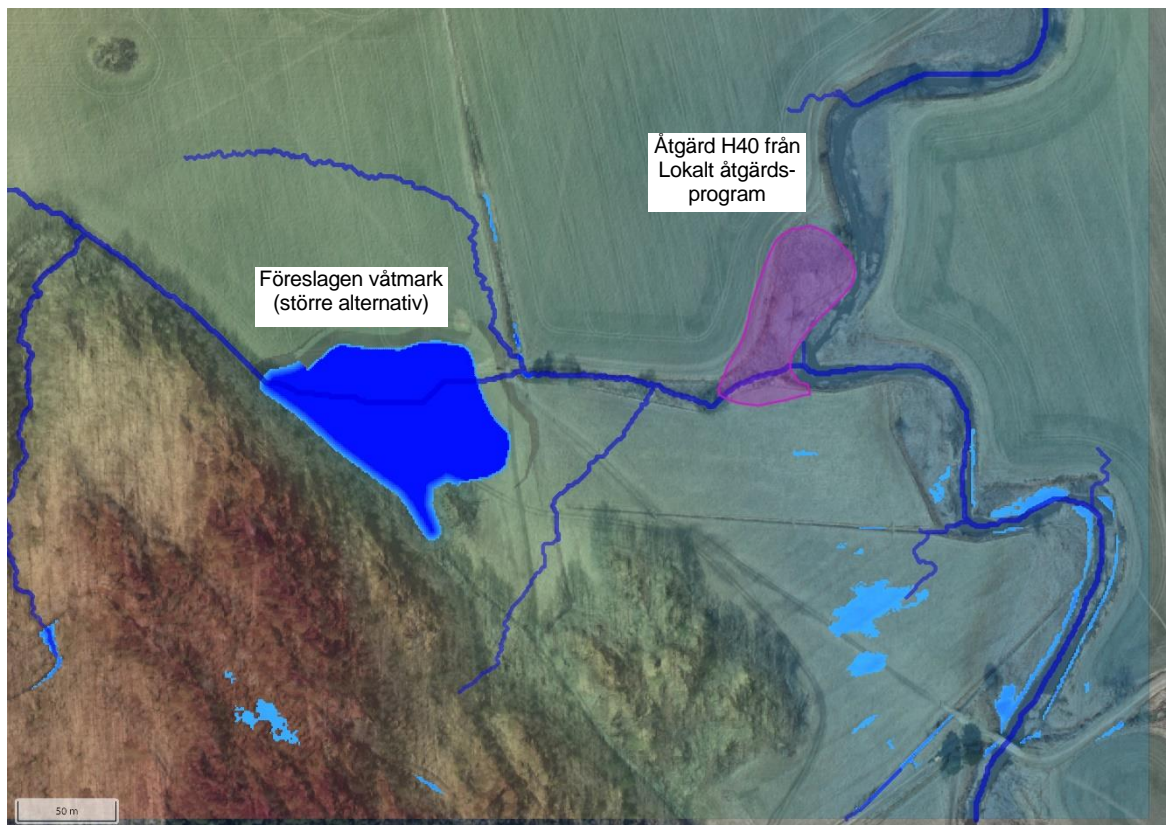 Åtgärd H40 från
Lokalt åtgärds-
program
Föreslagen våtmark
(större alternativ)
50 m